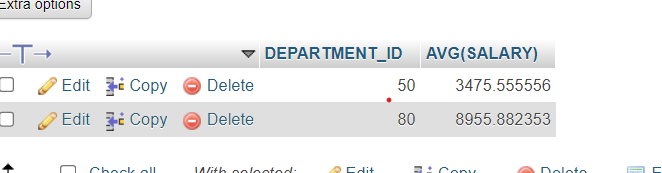 Extra options
DEPARTMENT_ID AVG(SALARY)
Edit Copy Delete 50 3475.555556
Edit Copy Delete 80 8955.882353
Check all With selected: Edit Copy Delete E